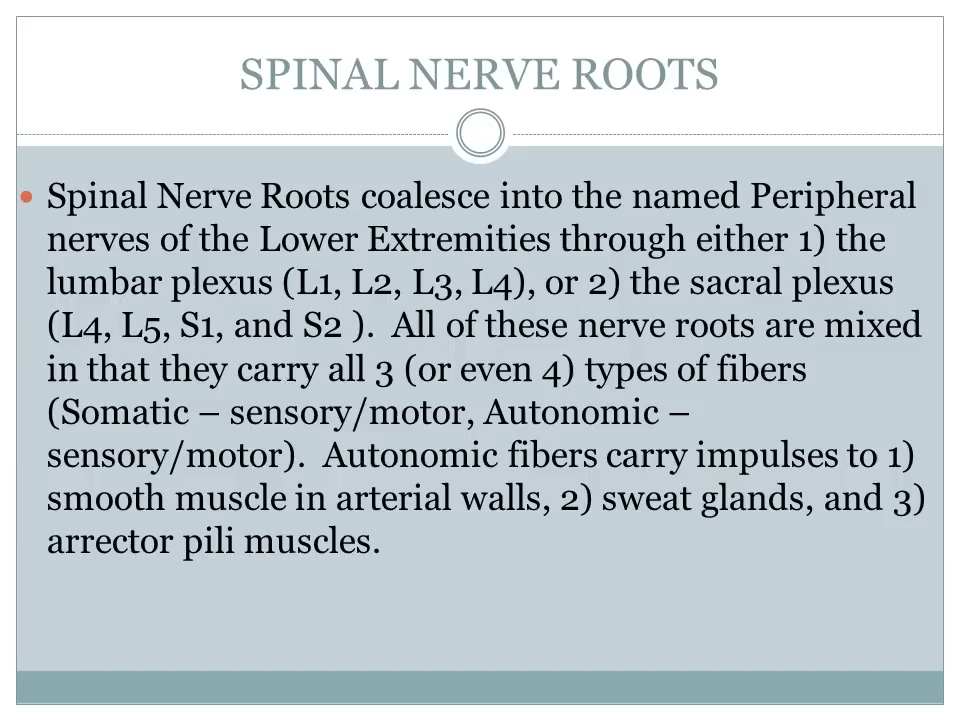 SPINAL NERVE ROOTS
• Spinal Nerve Roots coalesce into the named Peripheral
nerves of the Lower Extremities through either 1) the
lumbar plexus (L1, L2, L3, L4), or 2) the sacral plexus
(L4, L5, S1, and S2 ).  All of these nerve roots are mixed
in that they carry all 3 (or even 4) types of fibers
(Somatic – sensory/motor, Autonomic –
sensory/motor).  Autonomic fibers carry impulses to 1)
smooth muscle in arterial walls, 2) sweat glands, and 3)
arrector pili muscles.